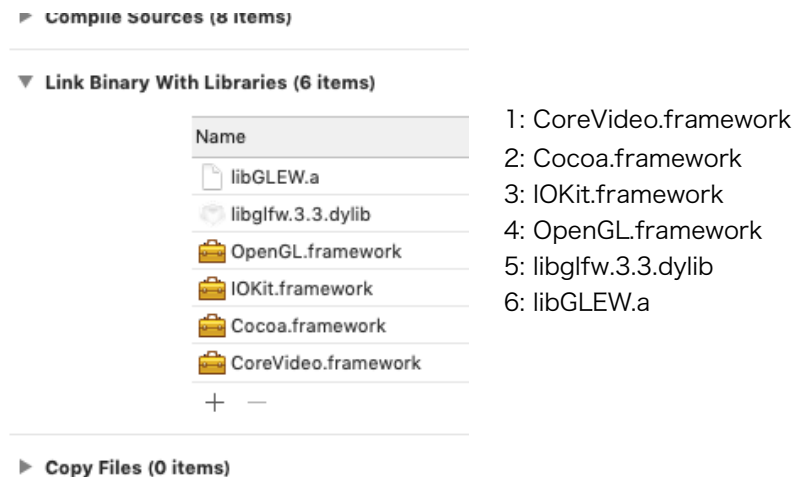 Compile Sources (8 items)
Link Binary With Libraries (6 items)
Name
libGLEW.a
libglfw.3.3.dylib
OpenGL.framework
IOKit.framework
Cocoa.framework
CoreVideo.framework
+ —
Copy Files (0 items)
1: CoreVideo.framework
2: Cocoa.framework
3: IOKit.framework
4: OpenGL.framework
5: libglfw.3.3.dylib
6: libGLEW.a